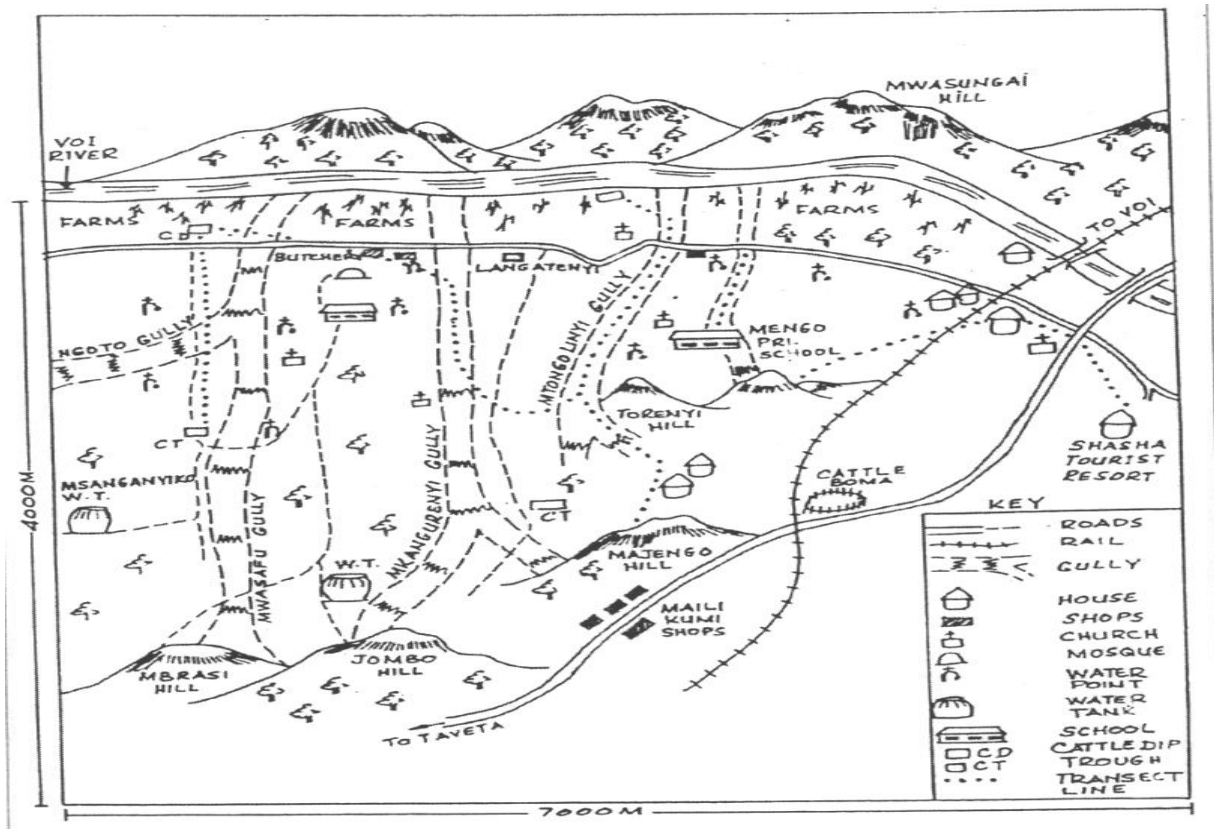 MWASUNGAI
HILL
VOI
RIVER
FARMS
FARMS
FARMS
TO VOI
CD
BUTCHERY
LANGATENYI
NGOTO GULLY
MTONGOLINYI GULLY
MENGO
PRI.
SCHOOL
TORENYI
HILL
SHASHA
TOURIST
RESORT
CT
MSANGANYIKO
W.T.
MWASAFU GULLY
MKANGURENYI GULLY
W.T.
CT
CATTLE
BOMA
MAJENGO
HILL
MAILI
KUMI
SHOPS
MBRASI
HILL
JOMBO
HILL
TO TAVETA
4000M
7000M
KEY
ROADS
RAIL
GULLY
HOUSE
SHOPS
CHURCH
MOSQUE
WATER
POINT
WATER
TANK
SCHOOL
CD CATTLE DIP
CT TROUGH
TRANSECT
LINE